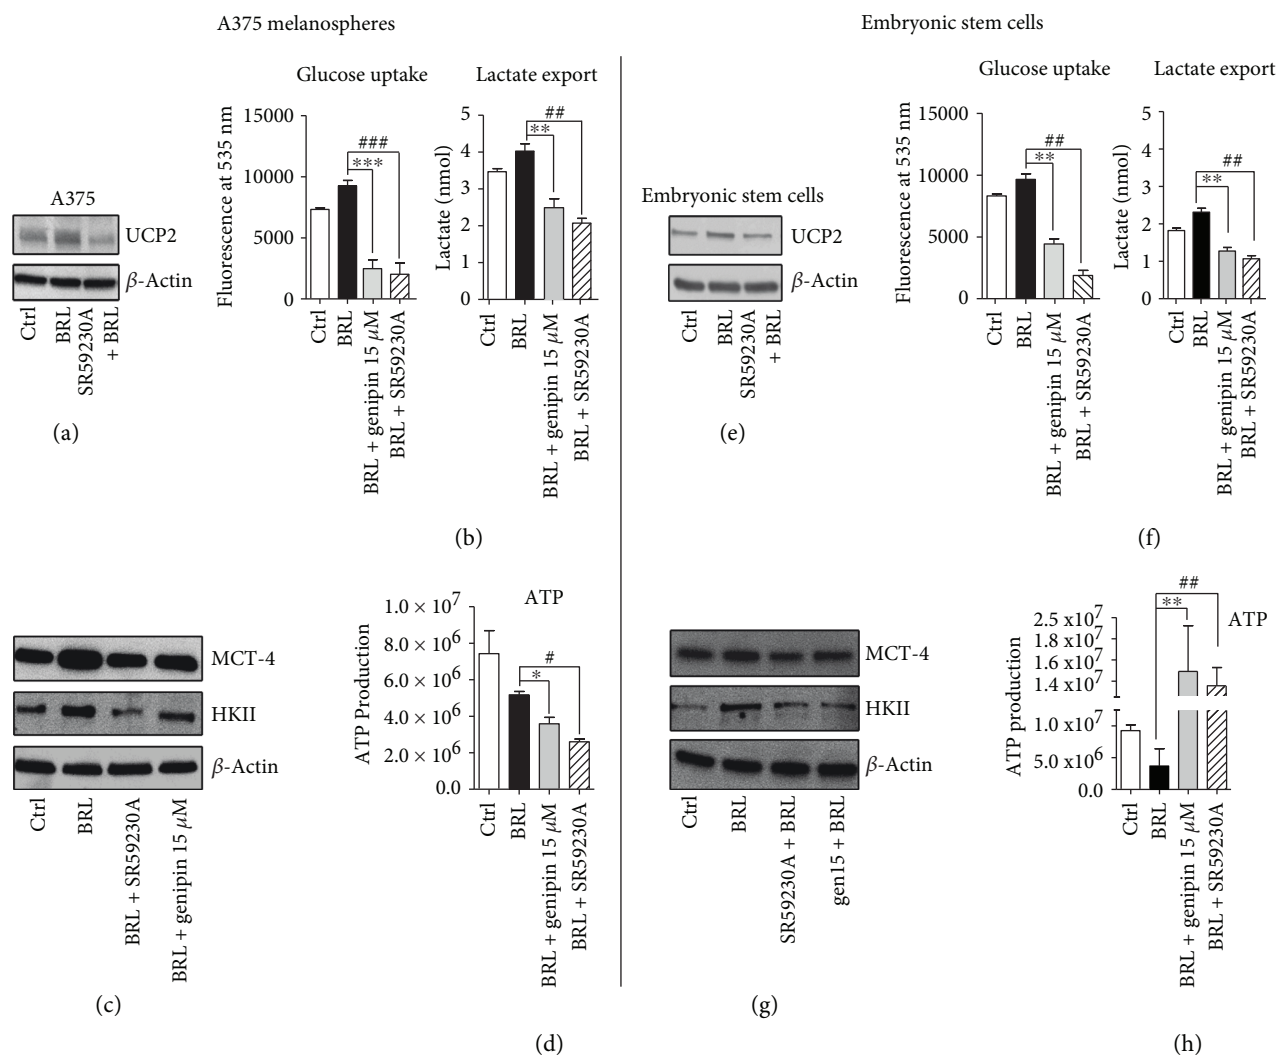 A375 melanospheres
Embryonic stem cells
A375
UCP2
β-Actin
Ctrl
BRL
SR59230A
+ BRL
(a)
Glucose uptake
Fluorescence at 535 nm
15000
10000
5000
0
###
***
Ctrl
BRL
BRL + genipin 15 μM
BRL + SR59230A
Lactate export
Lactate (nmol)
5
4
3
2
1
0
##
**
Ctrl
BRL
BRL + genipin 15 μM
BRL + SR59230A
(b)
MCT-4
HKII
β-Actin
Ctrl
BRL
BRL + SR59230A
BRL + genipin 15 μM
(c)
ATP
ATP Production
1.0 × 10⁷
8.0 × 10⁶
6.0 × 10⁶
4.0 × 10⁶
2.0 × 10⁶
0.0
#
*
Ctrl
BRL
BRL + genipin 15 μM
BRL + SR59230A
(d)
Embryonic stem cells
UCP2
β-Actin
Ctrl
BRL
SR59230A
+ BRL
(e)
Glucose uptake
Fluorescence at 535 nm
15000
10000
5000
0
##
**
Ctrl
BRL
BRL + genipin 15 μM
BRL + SR59230A
Lactate export
Lactate (nmol)
5
4
3
2
1
0
##
**
Ctrl
BRL
BRL + genipin 15 μM
BRL + SR59230A
(f)
MCT-4
HKII
β-Actin
Ctrl
BRL
SR59230A + BRL
gen15 + BRL
(g)
ATP
ATP production
2.5 x10⁷
1.8 x10⁷
1.6 x10⁷
1.4 x10⁷
1.0 x10⁷
5.0 x10⁶
0.0
##
**
Ctrl
BRL
BRL + genipin 15 μM
BRL + SR59230A
(h)